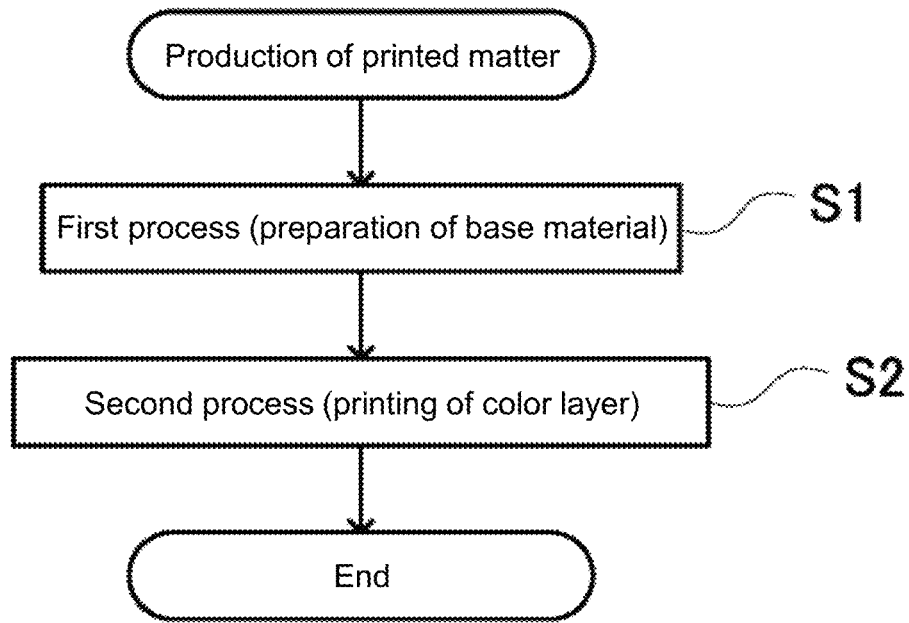 Production of printed matter
First process (preparation of base material)
S1
Second process (printing of color layer)
S2
End